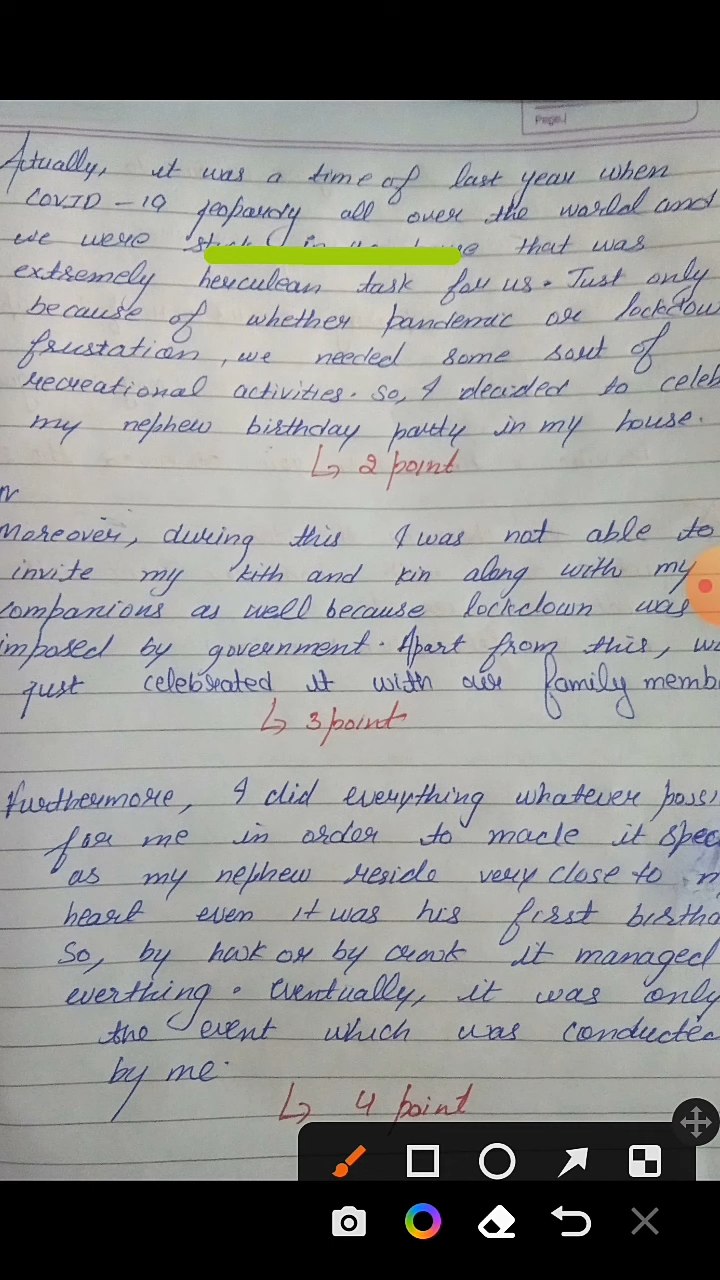 Page
Actually, it was a time of last year when
COVID-19 jeopardy all over the world and
we were stuck in that was
extremely herculean task for us. Just only
because of whether pandemic or lockdow
frustation, we needed some sort of
recreational activities. So, I decided to celeb
my nephew birthday party in my house.
↳ 2 point
Moreover, during this I was not able to
invite my kith and kin along with my
companions as well because lockdown was
imposed by government. Apart from this, w
just celebrated it with our family memb
↳ 3 point
Furthermore, I did everything whatever possi
for me in order to made it spec
as my nephew reside very close to m
heart even it was his first birthd
So, by hook or by crook it managed
everthing. Eventually, it was only
the event which was conducted
by me.
↳ 4 point